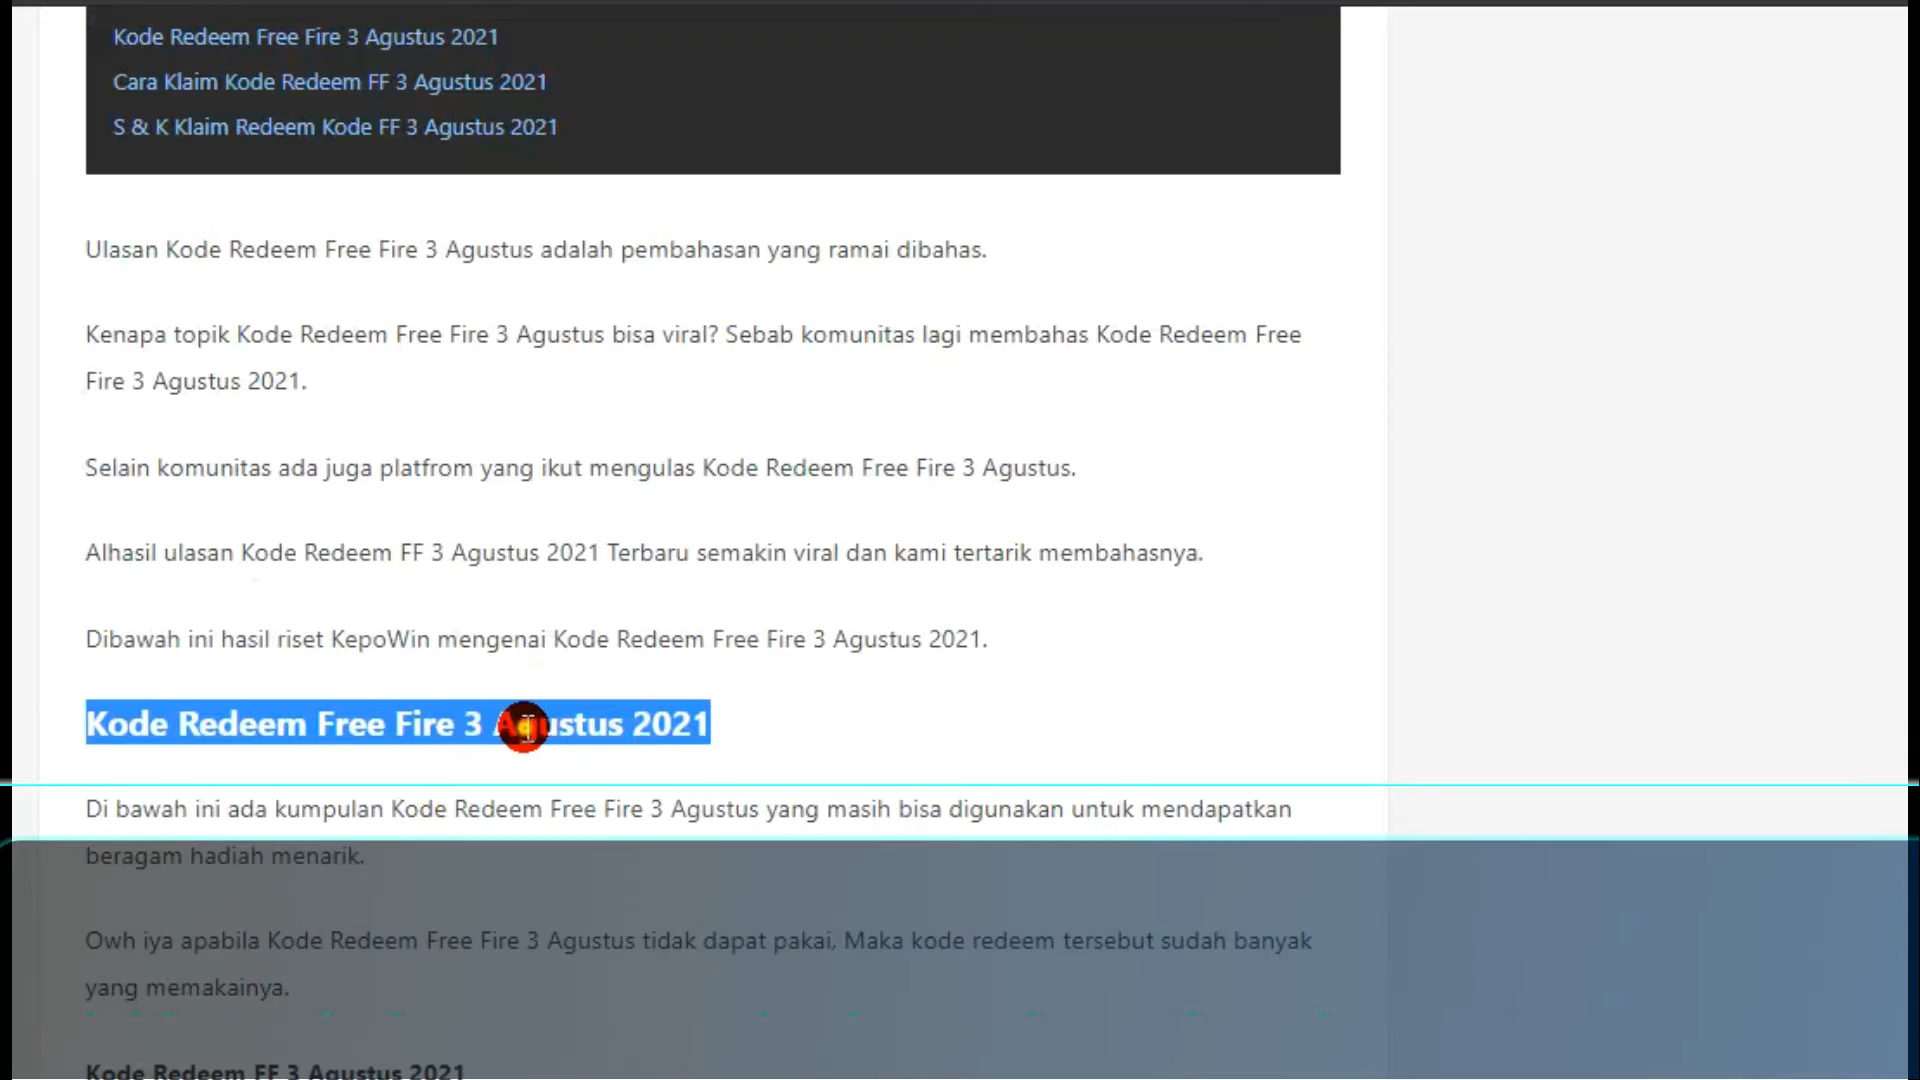 Kode Redeem Free Fire 3 Agustus 2021
Cara Klaim Kode Redeem FF 3 Agustus 2021
S & K Klaim Redeem Kode FF 3 Agustus 2021
Ulasan Kode Redeem Free Fire 3 Agustus adalah pembahasan yang ramai dibahas.
Kenapa topik Kode Redeem Free Fire 3 Agustus bisa viral? Sebab komunitas lagi membahas Kode Redeem Free
Fire 3 Agustus 2021.
Selain komunitas ada juga platfrom yang ikut mengulas Kode Redeem Free Fire 3 Agustus.
Alhasil ulasan Kode Redeem FF 3 Agustus 2021 Terbaru semakin viral dan kami tertarik membahasnya.
Dibawah ini hasil riset KepoWin mengenai Kode Redeem Free Fire 3 Agustus 2021.
Kode Redeem Free Fire 3 Agustus 2021
Di bawah ini ada kumpulan Kode Redeem Free Fire 3 Agustus yang masih bisa digunakan untuk mendapatkan
beragam hadiah menarik.
Owh iya apabila Kode Redeem Free Fire 3 Agustus tidak dapat pakai, Maka kode redeem tersebut sudah banyak
yang memakainya.
Kode Redeem FF 3 Agustus 2021